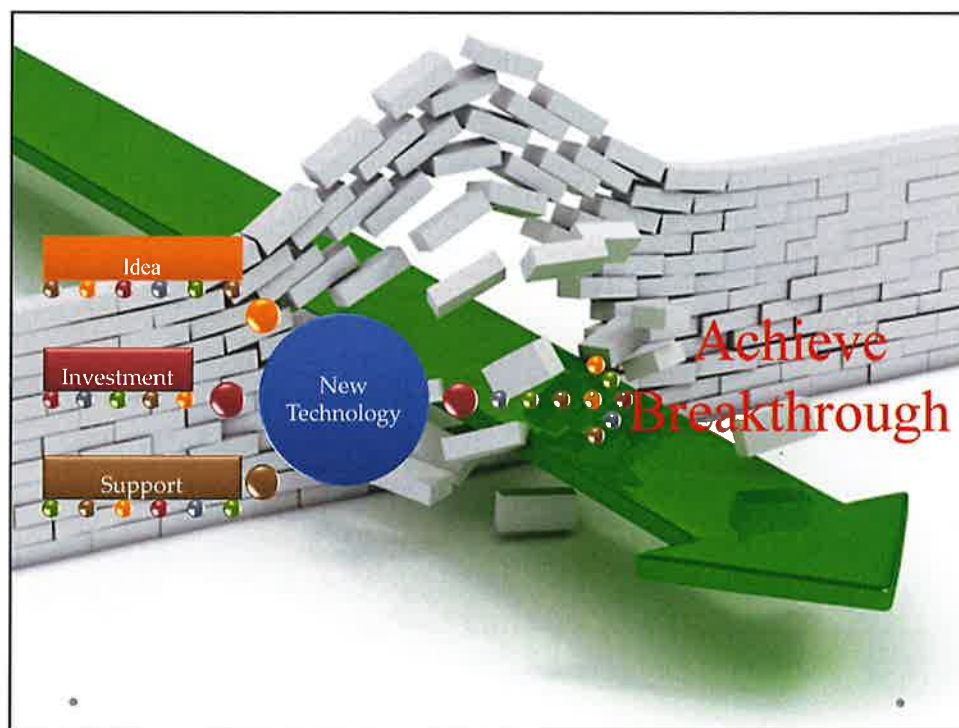 Idea
Investment
Support
New
Technology
Achieve
Breakthrough